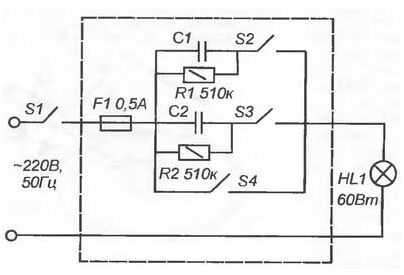 C1 S2
R1 510к
S1 F1 0,5А C2 S3
~220В,
50Гц
R2 510к
S4
HL1
60Вт